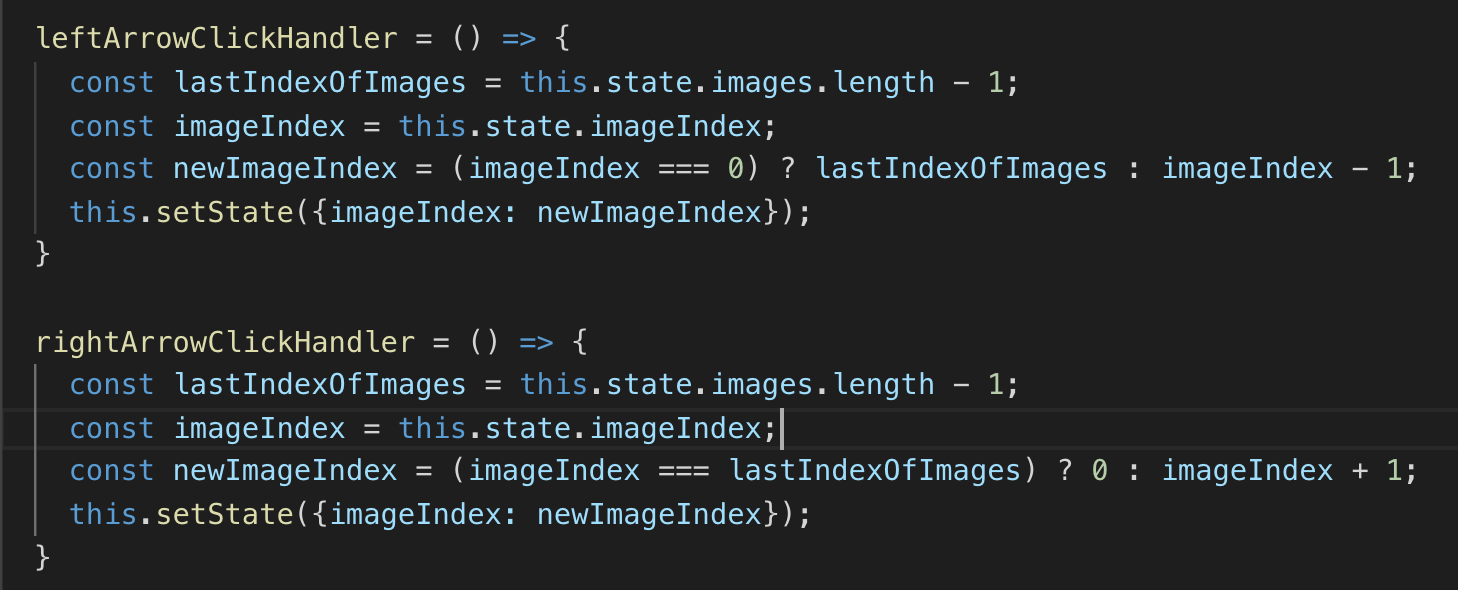 leftArrowClickHandler = () => {
  const lastIndexOfImages = this.state.images.length - 1;
  const imageIndex = this.state.imageIndex;
  const newImageIndex = (imageIndex === 0) ? lastIndexOfImages : imageIndex - 1;
  this.setState({imageIndex: newImageIndex});
}

rightArrowClickHandler = () => {
  const lastIndexOfImages = this.state.images.length - 1;
  const imageIndex = this.state.imageIndex;
  const newImageIndex = (imageIndex === lastIndexOfImages) ? 0 : imageIndex + 1;
  this.setState({imageIndex: newImageIndex});
}